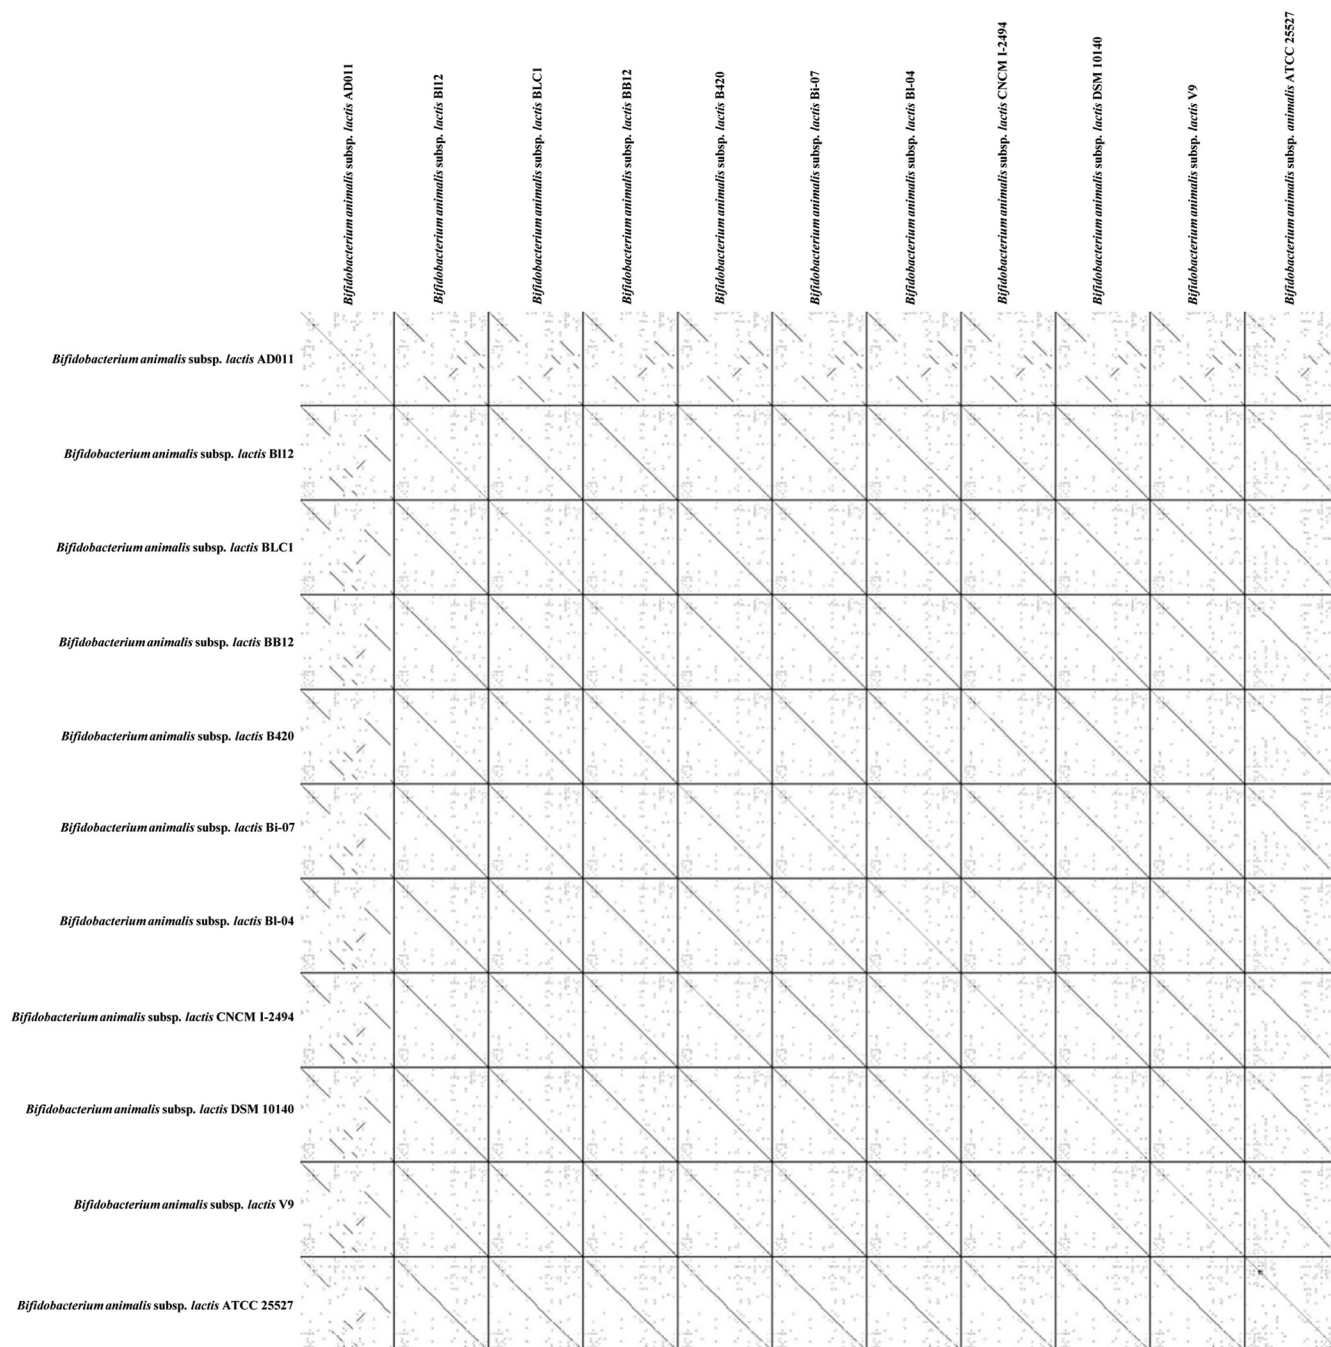 Bifidobacterium animalis subsp. lactis AD011
Bifidobacterium animalis subsp. lactis Bl12
Bifidobacterium animalis subsp. lactis BLC1
Bifidobacterium animalis subsp. lactis BB12
Bifidobacterium animalis subsp. lactis B420
Bifidobacterium animalis subsp. lactis Bi-07
Bifidobacterium animalis subsp. lactis Bl-04
Bifidobacterium animalis subsp. lactis CNCM I-2494
Bifidobacterium animalis subsp. lactis DSM 10140
Bifidobacterium animalis subsp. lactis V9
Bifidobacterium animalis subsp. animalis ATCC 25527
Bifidobacterium animalis subsp. lactis AD011
Bifidobacterium animalis subsp. lactis Bl12
Bifidobacterium animalis subsp. lactis BLC1
Bifidobacterium animalis subsp. lactis BB12
Bifidobacterium animalis subsp. lactis B420
Bifidobacterium animalis subsp. lactis Bi-07
Bifidobacterium animalis subsp. lactis Bl-04
Bifidobacterium animalis subsp. lactis CNCM I-2494
Bifidobacterium animalis subsp. lactis DSM 10140
Bifidobacterium animalis subsp. lactis V9
Bifidobacterium animalis subsp. lactis ATCC 25527